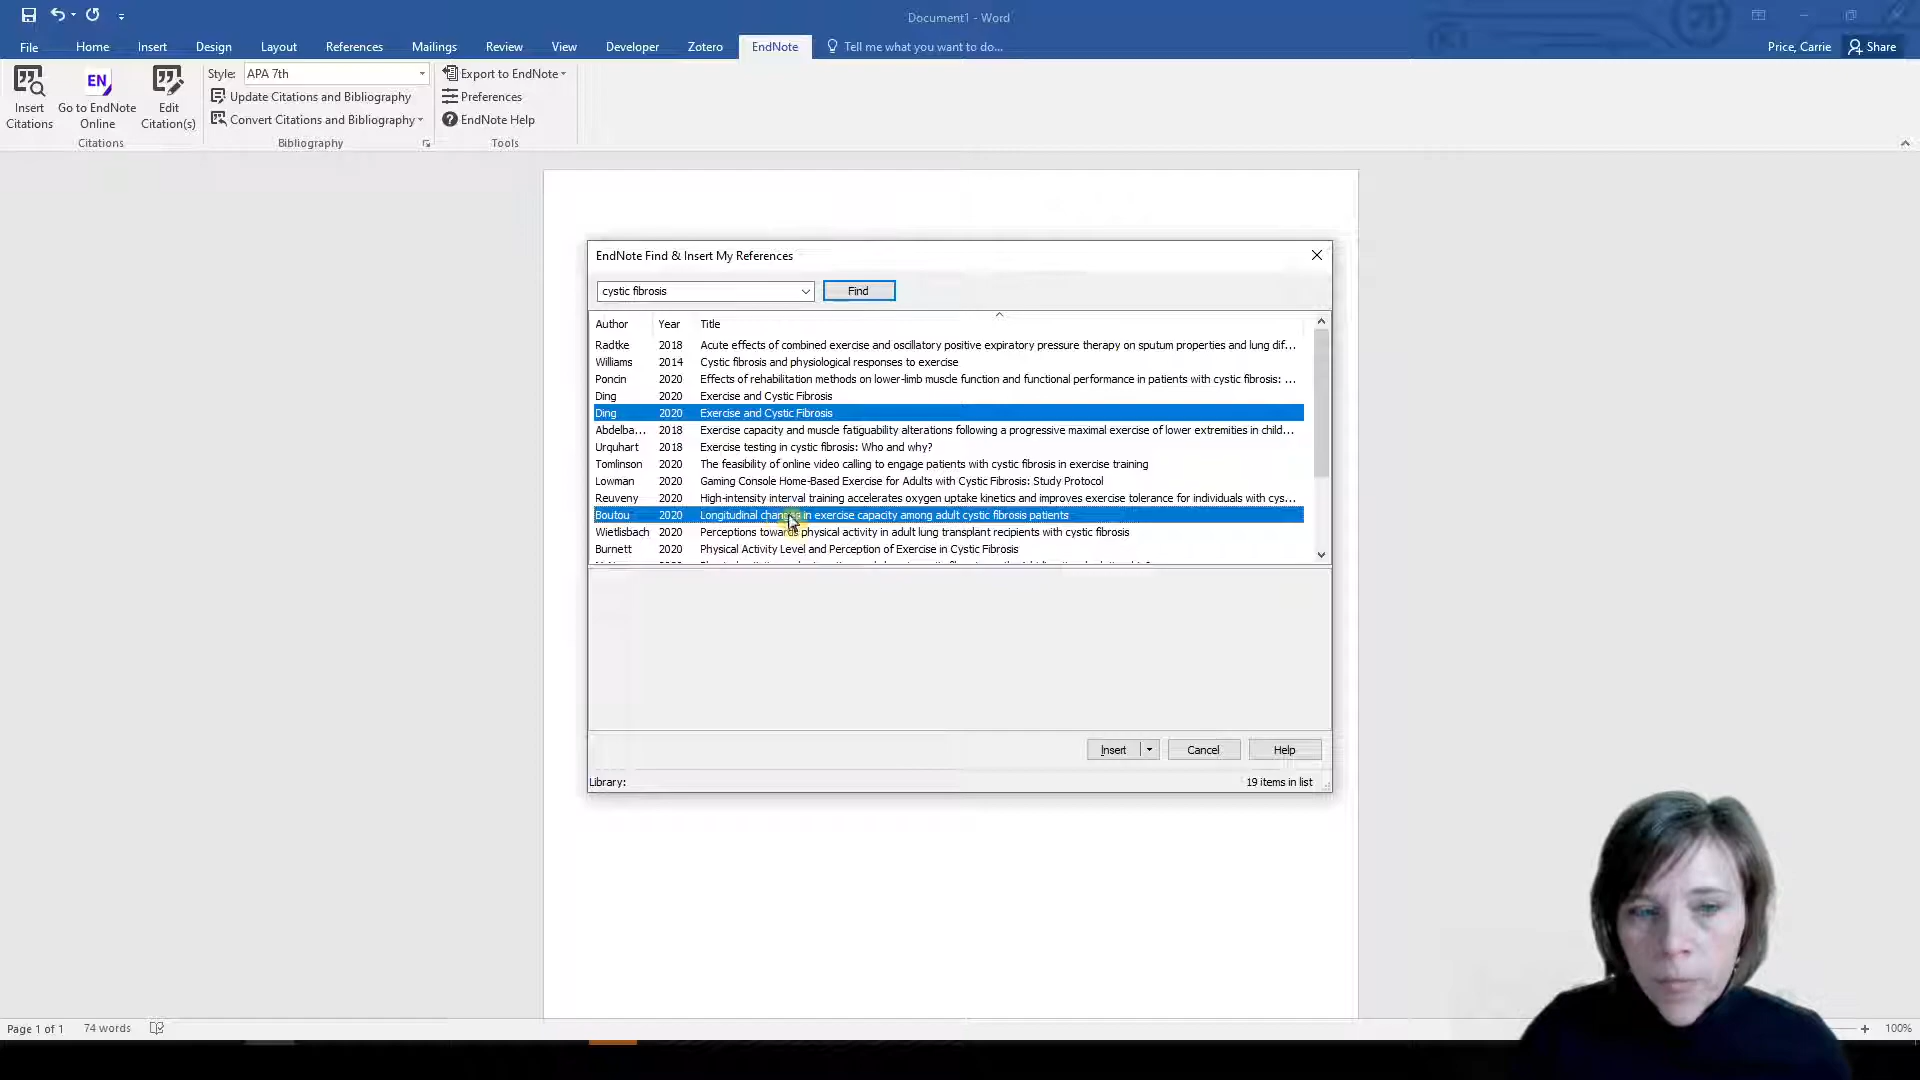 Document1 - Word
File Home Insert Design Layout References Mailings Review View Developer Zotero EndNote Tell me what you want to do... Price, Carrie Share
Insert Citations
EN Go to EndNote Online
Edit Citation(s)
Citations
Style: APA 7th
Update Citations and Bibliography
Convert Citations and Bibliography
Bibliography
Export to EndNote
Preferences
EndNote Help
Tools
EndNote Find & Insert My References
cystic fibrosis Find
Author Year Title
Radtke 2018 Acute effects of combined exercise and oscillatory positive expiratory pressure therapy on sputum properties and lung dif...
Williams 2014 Cystic fibrosis and physiological responses to exercise
Poncin 2020 Effects of rehabilitation methods on lower-limb muscle function and functional performance in patients with cystic fibrosis: ...
Ding 2020 Exercise and Cystic Fibrosis
Ding 2020 Exercise and Cystic Fibrosis
Abdelba... 2018 Exercise capacity and muscle fatiguability alterations following a progressive maximal exercise of lower extremities in child...
Urquhart 2018 Exercise testing in cystic fibrosis: Who and why?
Tomlinson 2020 The feasibility of online video calling to engage patients with cystic fibrosis in exercise training
Lowman 2020 Gaming Console Home-Based Exercise for Adults with Cystic Fibrosis: Study Protocol
Reuveny 2020 High-intensity interval training accelerates oxygen uptake kinetics and improves exercise tolerance for individuals with cys...
Boutou 2020 Longitudinal changes in exercise capacity among adult cystic fibrosis patients
Wietlisbach 2020 Perceptions towards physical activity in adult lung transplant recipients with cystic fibrosis
Burnett 2020 Physical Activity Level and Perception of Exercise in Cystic Fibrosis
Insert Cancel Help
Library: 19 items in list
Page 1 of 1 74 words 100%